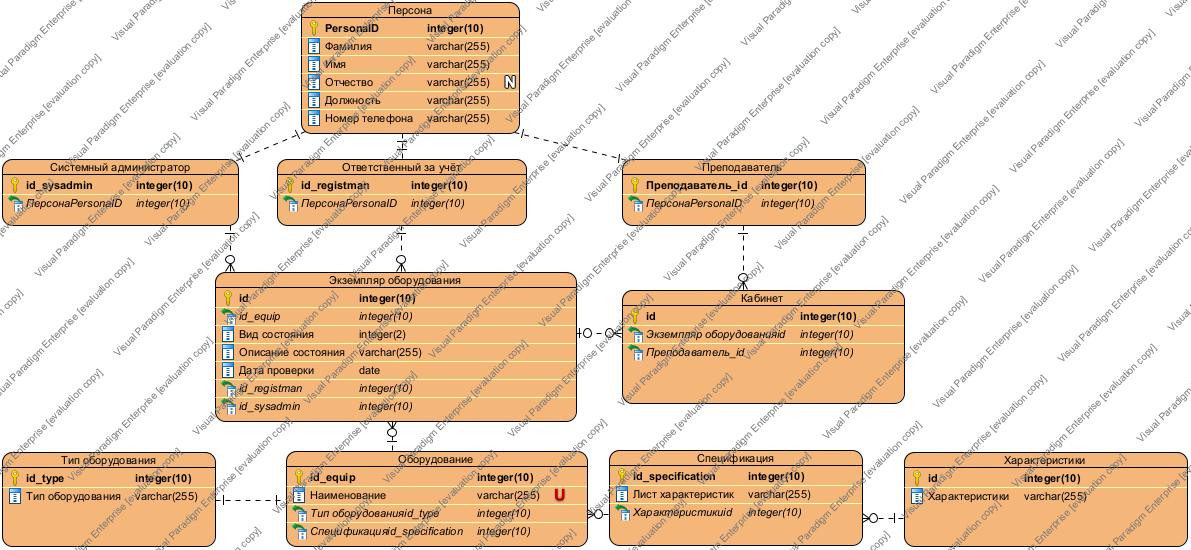 Персона
PersonaID integer(10)
Фамилия varchar(255)
Имя varchar(255)
Отчество varchar(255) N
Должность varchar(255)
Номер телефона varchar(255)
Системный администратор
id_sysadmin integer(10)
ПерсонаPersonaID integer(10)
Ответственный за учёт
id_registman integer(10)
ПерсонаPersonaID integer(10)
Преподаватель
Преподаватель_id integer(10)
ПерсонаPersonaID integer(10)
Экземпляр оборудования
id integer(10)
id_equip integer(10)
Вид состояния integer(2)
Описание состояния varchar(255)
Дата проверки date
id_registman integer(10)
id_sysadmin integer(10)
Кабинет
id integer(10)
Экземпляр оборудованияid integer(10)
Преподаватель_id integer(10)
Тип оборудования
id_type integer(10)
Тип оборудования varchar(255)
Оборудование
id_equip integer(10)
Наименование varchar(255) U
Тип оборудованияid_type integer(10)
Спецификацияid_specification integer(10)
Спецификация
id_specification integer(10)
Лист характеристик varchar(255)
Характеристикиid integer(10)
Характеристики
id integer(10)
Характеристики varchar(255)
Visual Paradigm Enterprise [evaluation copy]